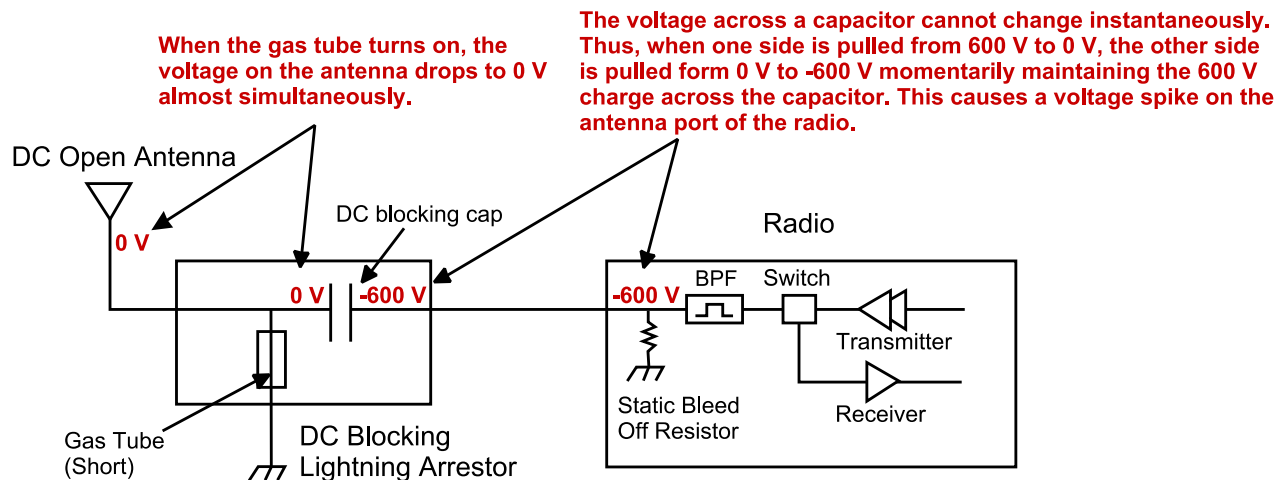 When the gas tube turns on, the
voltage on the antenna drops to 0 V
almost simultaneously.
The voltage across a capacitor cannot change instantaneously.
Thus, when one side is pulled from 600 V to 0 V, the other side
is pulled form 0 V to -600 V momentarily maintaining the 600 V
charge across the capacitor. This causes a voltage spike on the
antenna port of the radio.
DC Open Antenna
0 V
DC blocking cap
0 V
-600 V
Gas Tube
(Short)
DC Blocking
Lightning Arrestor
Radio
-600 V
BPF
Switch
Transmitter
Receiver
Static Bleed
Off Resistor